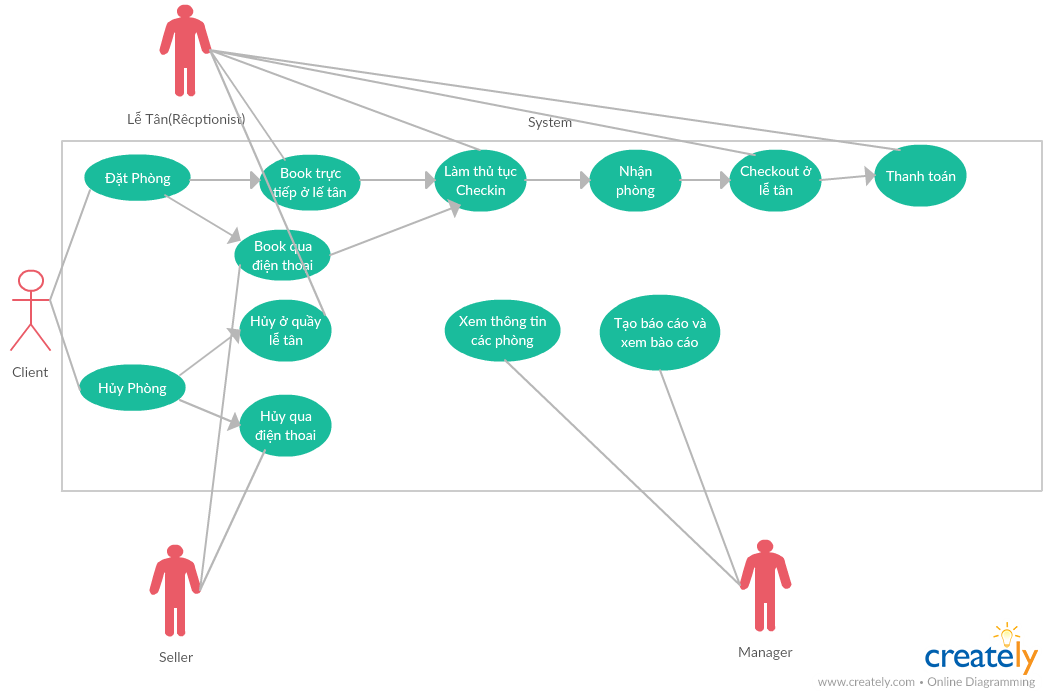 Lễ Tân(Rêcptionist)
System
Đặt Phòng
Book trực
tiếp ở lế tân
Làm thủ tục
Checkin
Nhận
phòng
Checkout ở
lễ tân
Thanh toán
Book qua
điện thoại
Hủy ở quầy
lễ tân
Xem thông tin
các phòng
Tạo báo cáo và
xem bào cáo
Client
Hủy Phòng
Hủy qua
điện thoai
Seller
Manager
creately
www.creately.com • Online Diagramming